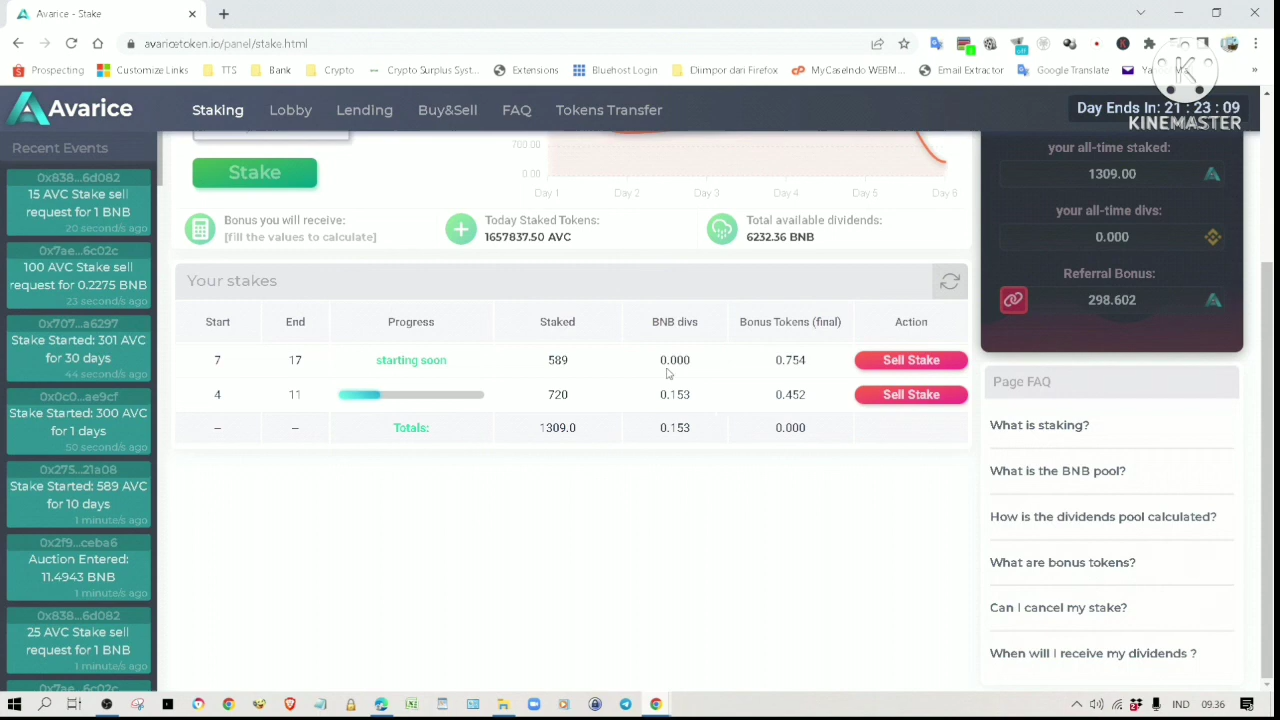 Avarice - Stake
avaricetoken.io/panel/stake.html
Prospecting
Customize Links
TTS
Bank
Crypto
Crypto Surplus Syst...
Extensions
Bluehost Login
Diimpor dari Firefox
MyCaseIndo WEBM...
Email Extractor
Google Translate
Avarice
Staking
Lobby
Lending
Buy&Sell
FAQ
Tokens Transfer
Day Ends In: 21 : 23 : 09
KINEMASTER
Recent Events
0x838...6d082
15 AVC Stake sell
request for 1 BNB
20 second/s ago
0x7ae...6c02c
100 AVC Stake sell
request for 0.2275 BNB
23 second/s ago
0x707...a6297
Stake Started: 301 AVC
for 30 days
44 second/s ago
0x0c0...ae9cf
Stake Started: 300 AVC
for 1 days
50 second/s ago
0x275...21a08
Stake Started: 589 AVC
for 10 days
1 minute/s ago
0x2f9...ceba6
Auction Entered:
11.4943 BNB
1 minute/s ago
0x838...6d082
25 AVC Stake sell
request for 1 BNB
1 minute/s ago
0x7ae...6c02c
Stake
700.00
0.00
Day 1
Day 2
Day 3
Day 4
Day 5
Day 6
Bonus you will receive:
[fill the values to calculate]
Today Staked Tokens:
1657837.50 AVC
Total available dividends:
6232.36 BNB
Your stakes
Start End Progress Staked BNB divs Bonus Tokens (final) Action
7 17 starting soon 589 0.000 0.754 Sell Stake
4 11 720 0.153 0.452 Sell Stake
– – Totals: 1309.0 0.153 0.000
your all-time staked:
1309.00
your all-time divs:
0.000
Referral Bonus:
298.602
Page FAQ
What is staking?
What is the BNB pool?
How is the dividends pool calculated?
What are bonus tokens?
Can I cancel my stake?
When will I receive my dividends ?
IND
09.36